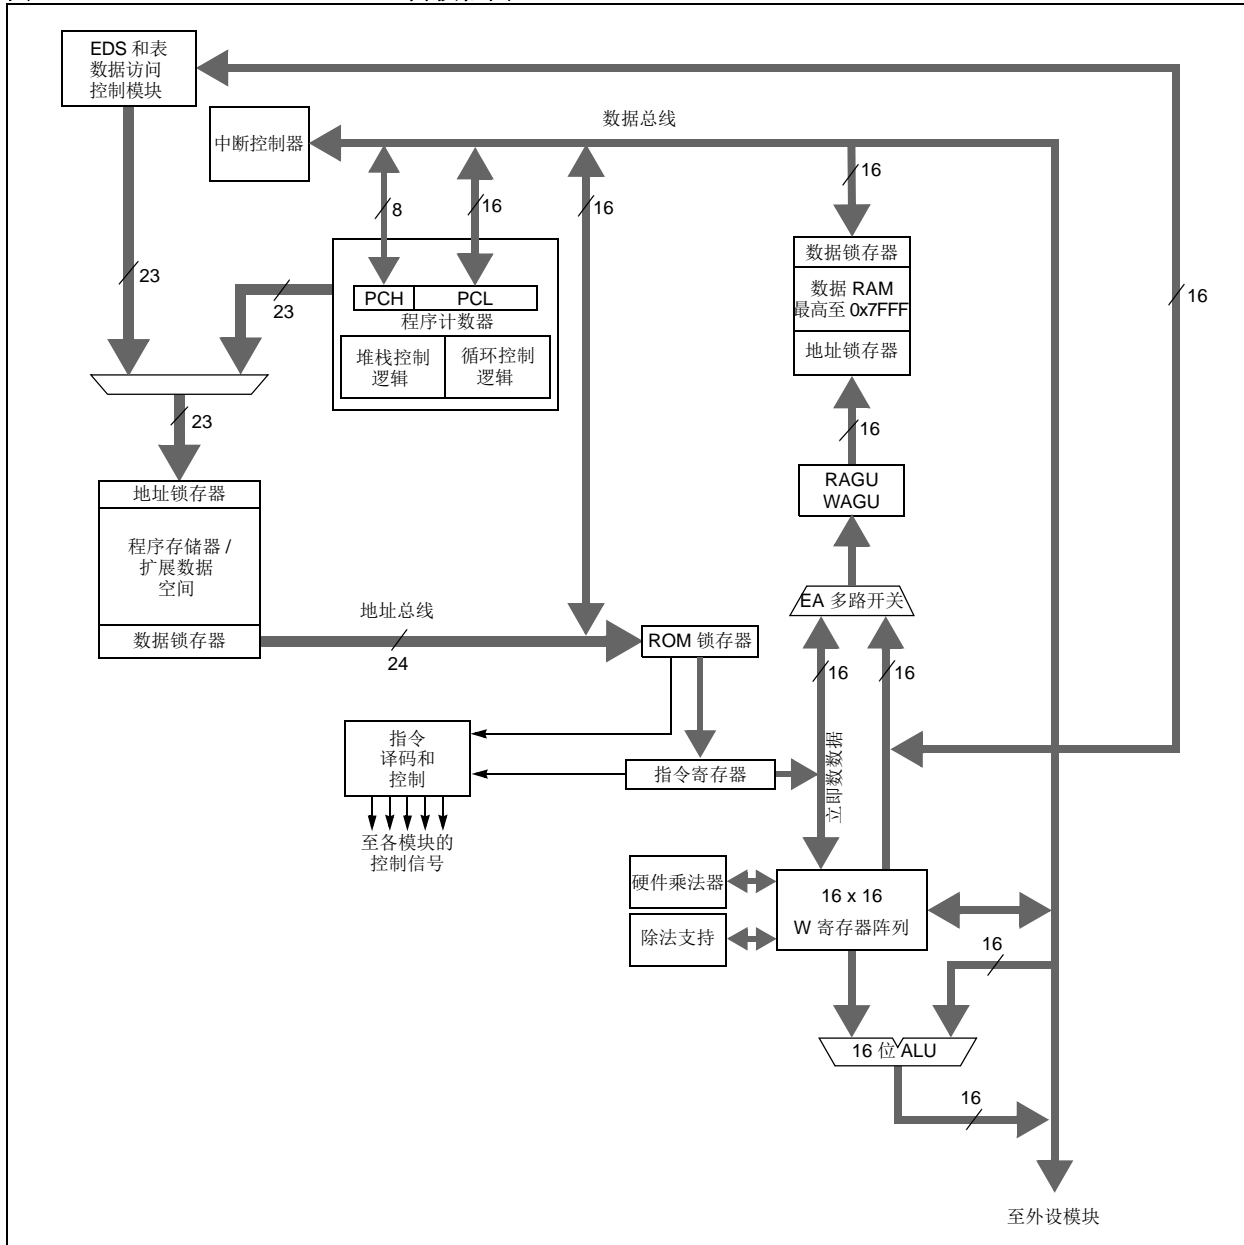 EDS 和表
数据访问
控制模块
数据总线
中断控制器
16
8
16
16
数据锁存器
23
23
16
PCH
PCL
数据 RAM
最高至 0x7FFF
程序计数器
堆栈控制
逻辑
循环控制
逻辑
地址锁存器
23
16
RAGU
WAGU
地址锁存器
程序存储器 /
扩展数据
空间
EA 多路开关
地址总线
数据锁存器
ROM 锁存器
24
16
16
指令
译码和
控制
立即数数据
指令寄存器
至各模块的
控制信号
硬件乘法器
16 x 16
W 寄存器阵列
除法支持
16
16 位 ALU
16
至外设模块